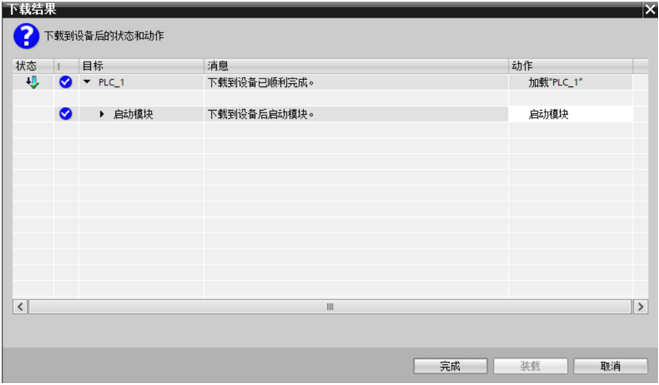 下载结果
下载到设备后的状态和动作
状态 ! 目标 消息 动作
PLC_1 下载到设备已顺利完成。 加载"PLC_1"
启动模块 下载到设备后启动模块。 启动模块
完成 装载 取消